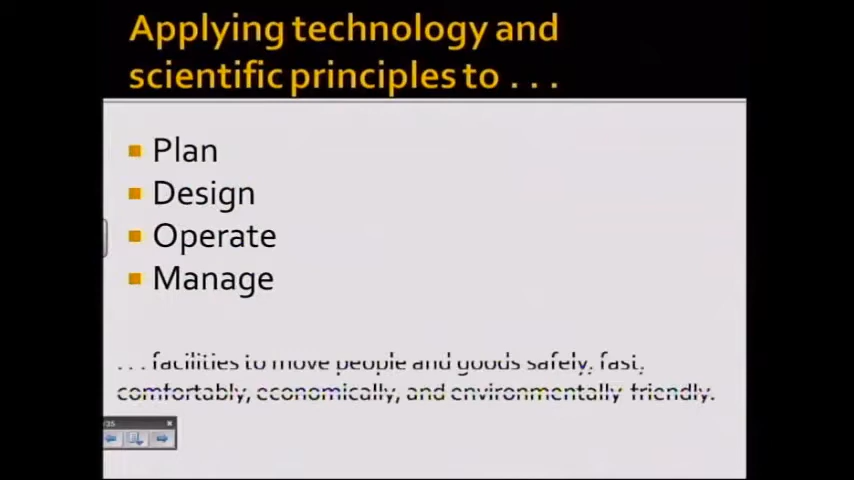 Applying technology and
scientific principles to . . .
Plan
Design
Operate
Manage
. . . facilities to move people and goods safely, fast,
comfortably, economically, and environmentally friendly.
/35